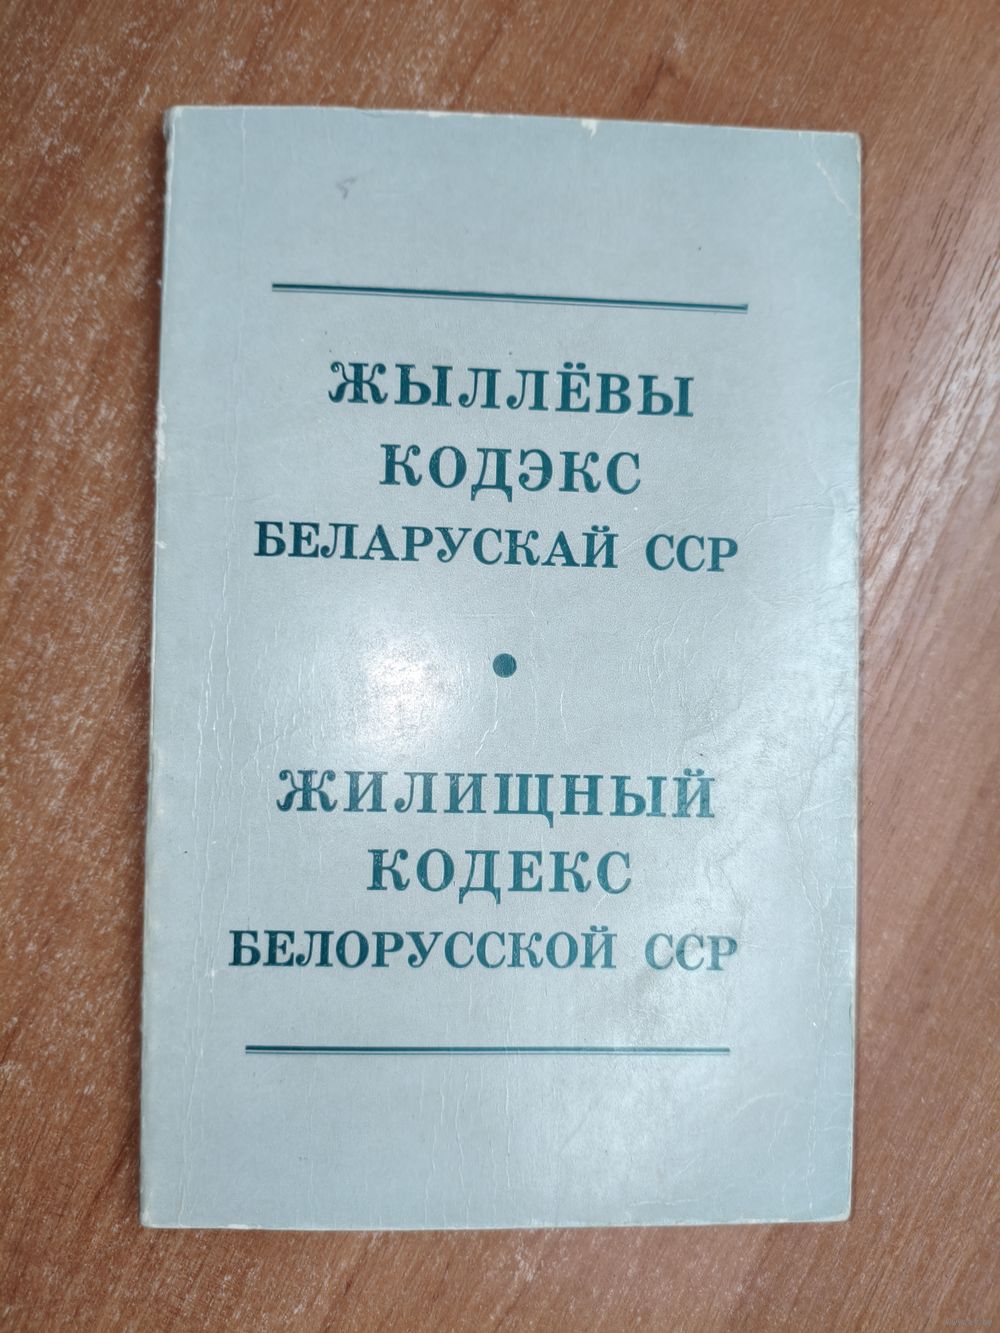 ЖЫЛЛЁВЫ
КОДЭКС
БЕЛАРУСКАЙ ССР
ЖИЛИЩНЫЙ
КОДЕКС
БЕЛОРУССКОЙ ССР